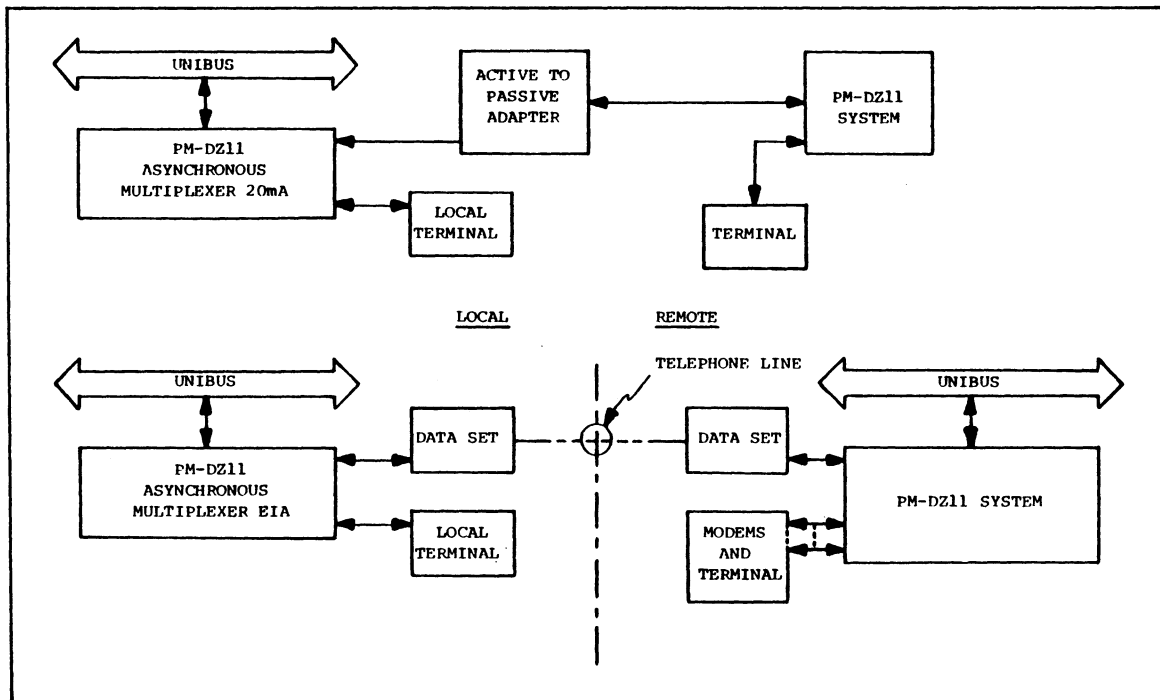 UNIBUS
PM-DZ11
ASYNCHRONOUS
MULTIPLEXER 20mA
LOCAL
TERMINAL
ACTIVE TO
PASSIVE
ADAPTER
PM-DZ11
SYSTEM
TERMINAL
LOCAL
REMOTE
TELEPHONE LINE
UNIBUS
PM-DZ11
ASYNCHRONOUS
MULTIPLEXER EIA
DATA SET
LOCAL
TERMINAL
DATA SET
MODEMS
AND
TERMINAL
UNIBUS
PM-DZ11 SYSTEM